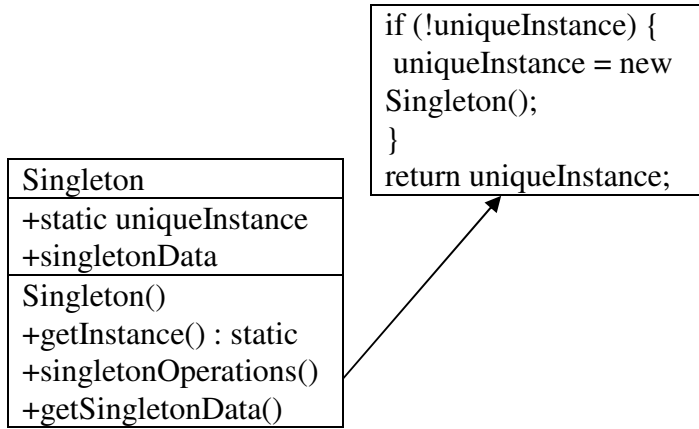 if (!uniqueInstance) {
uniqueInstance = new
Singleton();
}
return uniqueInstance;
Singleton
+static uniqueInstance
+singletonData
Singleton()
+getInstance() : static
+singletonOperations()
+getSingletonData()